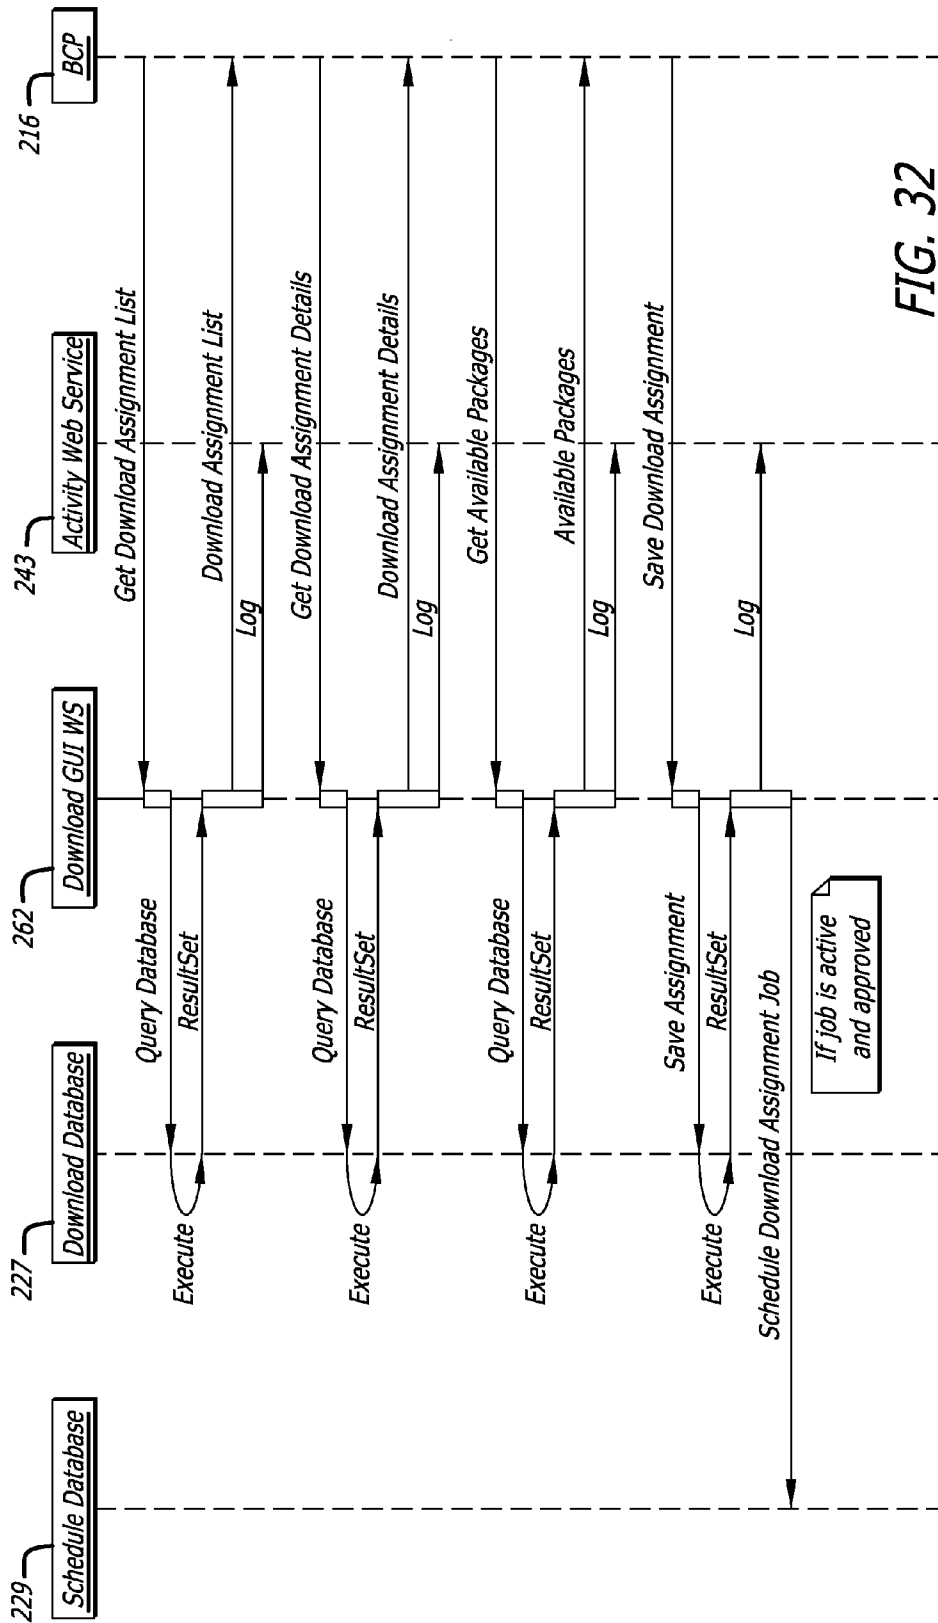 229
Schedule Database
227
Download Database
262
Download GUI WS
243
Activity Web Service
216
BCP
Get Download Assignment List
Query Database
Execute
ResultSet
Download Assignment List
Log
Get Download Assignment Details
Query Database
Execute
ResultSet
Download Assignment Details
Log
Get Available Packages
Query Database
Execute
ResultSet
Available Packages
Log
Save Download Assignment
Save Assignment
Execute
ResultSet
Log
Schedule Download Assignment Job
If job is active
and approved
FIG. 32